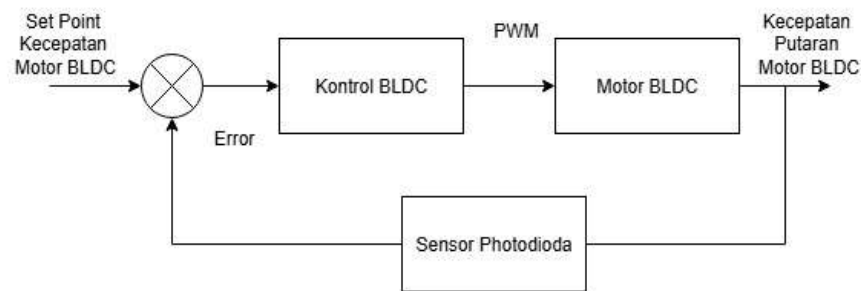 Set Point
Kecepatan
Motor BLDC
Error
Kontrol BLDC
PWM
Motor BLDC
Kecepatan
Putaran
Motor BLDC
Sensor Photodioda